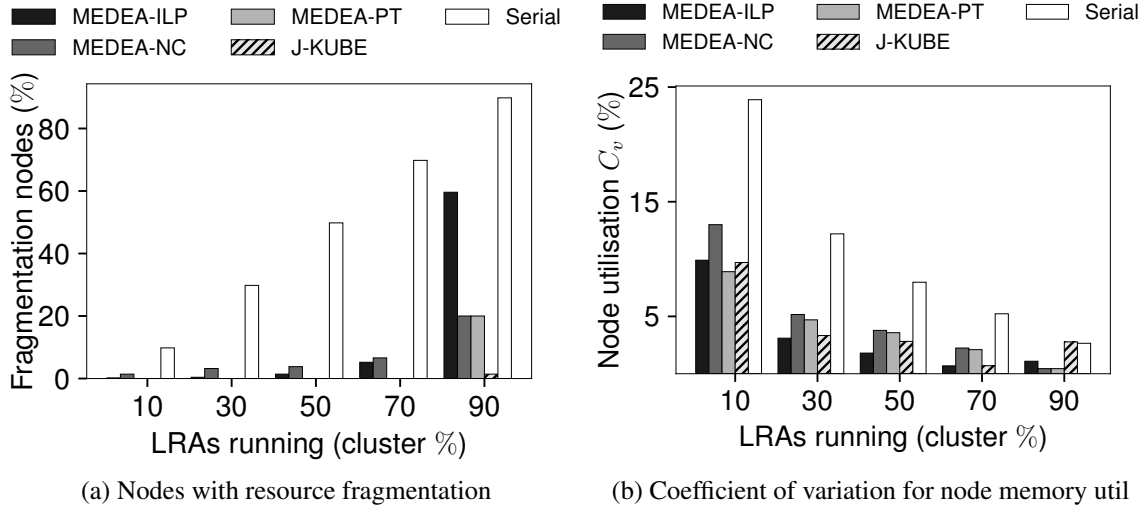 MEDEA-ILP MEDEA-PT Serial
MEDEA-NC J-KUBE
Fragmentation nodes (%)
80
60
40
20
0
10 30 50 70 90
LRAs running (cluster %)
(a) Nodes with resource fragmentation
MEDEA-ILP MEDEA-PT Serial
MEDEA-NC J-KUBE
Node utilisation Cv (%)
25
15
5
10 30 50 70 90
LRAs running (cluster %)
(b) Coefficient of variation for node memory util